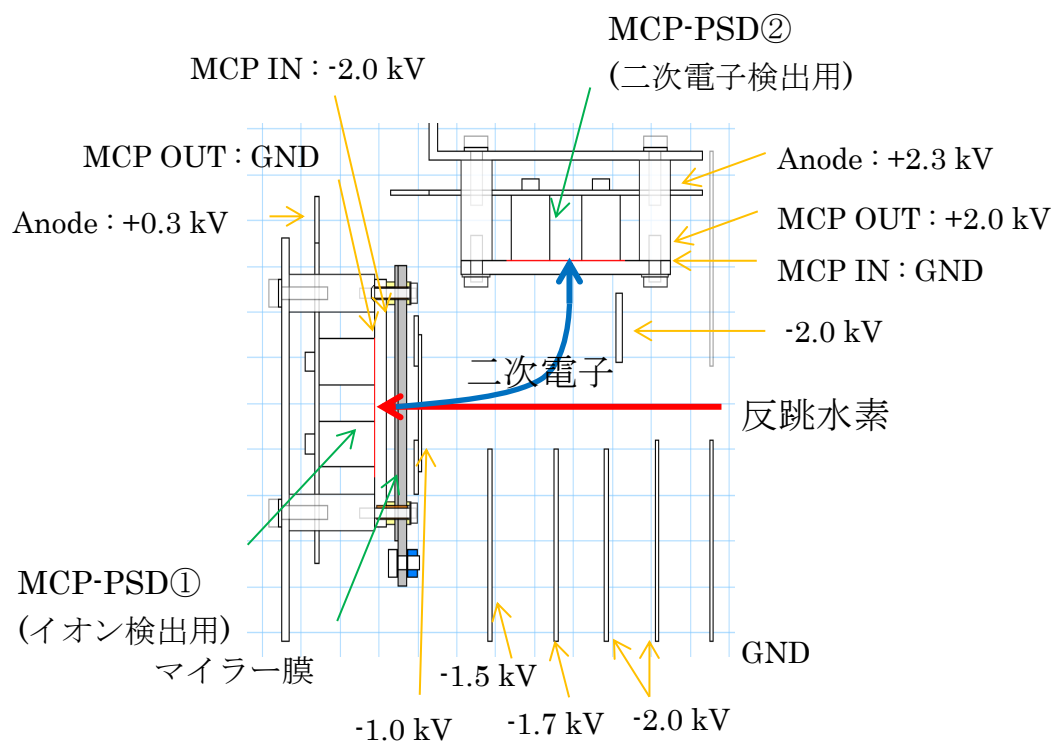 MCP-PSD②
(二次電子検出用)
MCP IN : -2.0 kV
MCP OUT : GND
Anode : +0.3 kV
Anode : +2.3 kV
MCP OUT : +2.0 kV
MCP IN : GND
-2.0 kV
二次電子
反跳水素
MCP-PSD①
(イオン検出用)
マイラー膜
GND
-1.5 kV
-1.0 kV
-1.7 kV
-2.0 kV